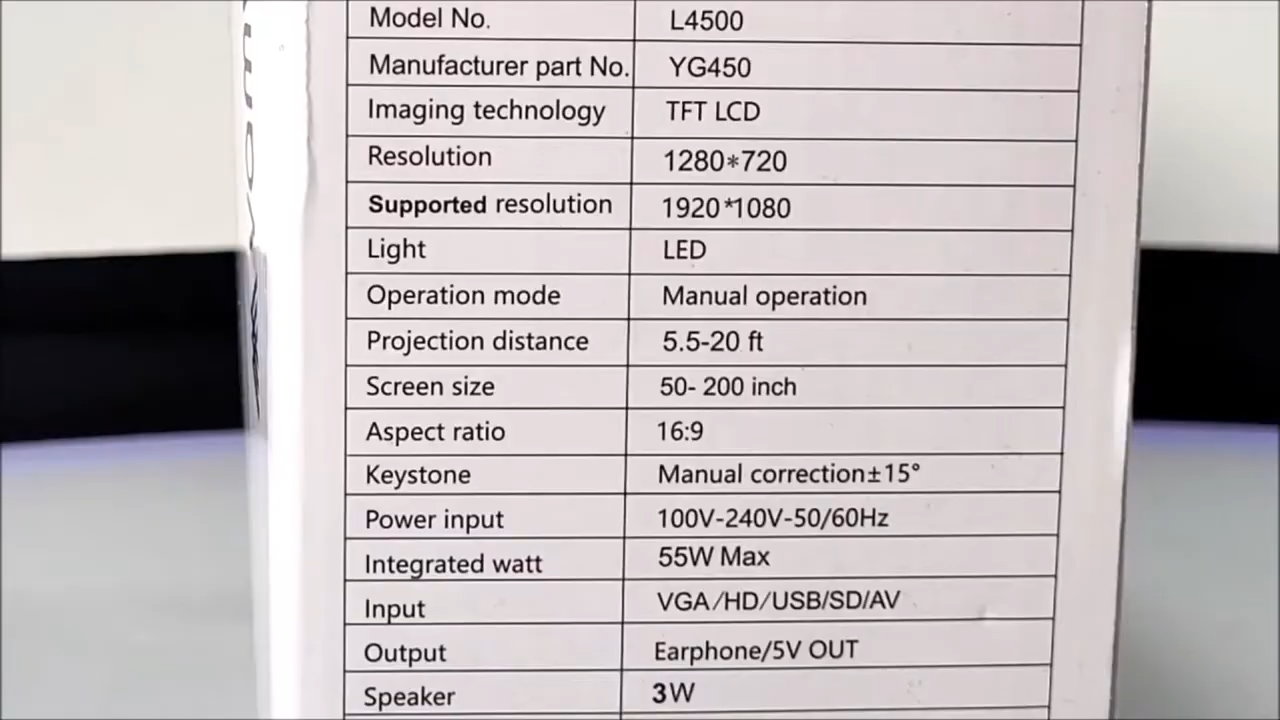 Model No. L4500
Manufacturer part No. YG450
Imaging technology TFT LCD
Resolution 1280*720
Supported resolution 1920*1080
Light LED
Operation mode Manual operation
Projection distance 5.5-20 ft
Screen size 50- 200 inch
Aspect ratio 16:9
Keystone Manual correction±15°
Power input 100V-240V-50/60Hz
Integrated watt 55W Max
Input VGA/HD/USB/SD/AV
Output Earphone/5V OUT
Speaker 3W